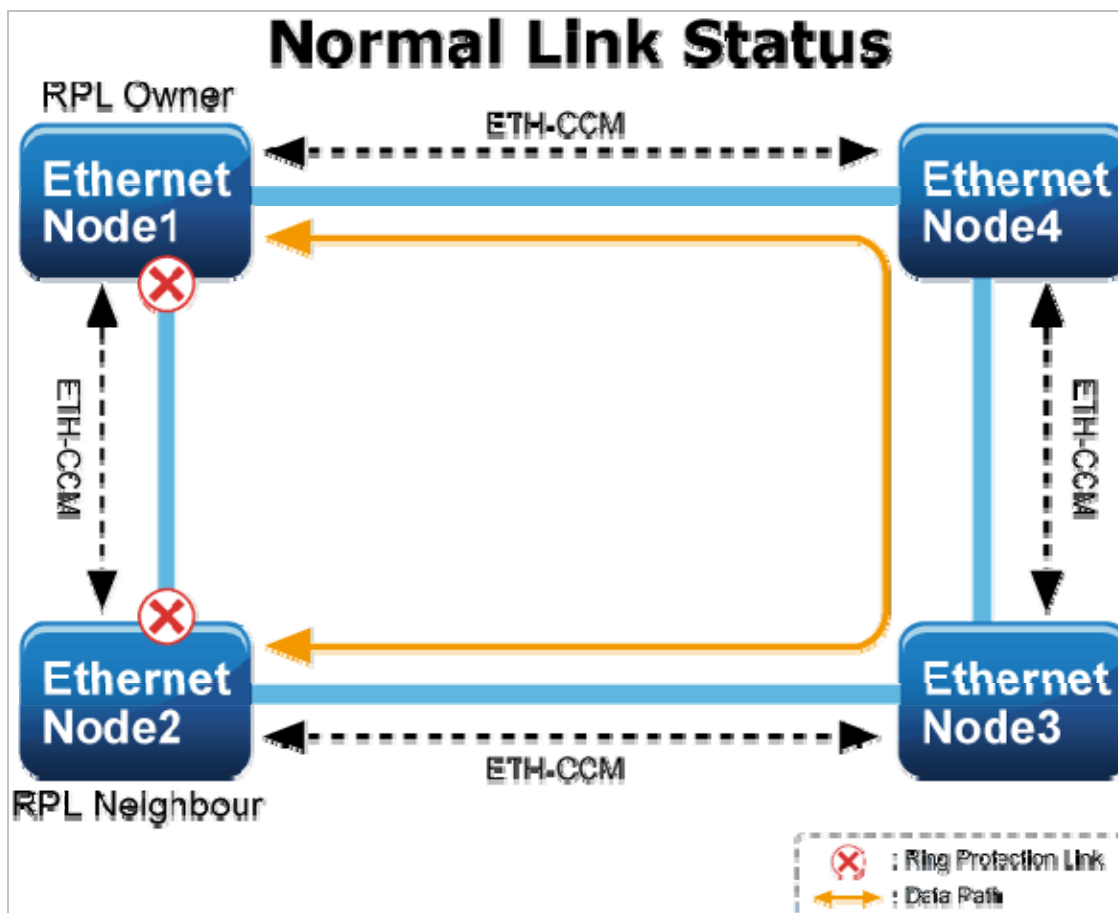 Normal Link Status
RPL Owner
ETH-CCM
Ethernet
Node1
Ethernet
Node4
ETH-CCM
ETH-CCM
Ethernet
Node2
Ethernet
Node3
ETH-CCM
RPL Neighbour
: Ring Protection Link
: Data Path